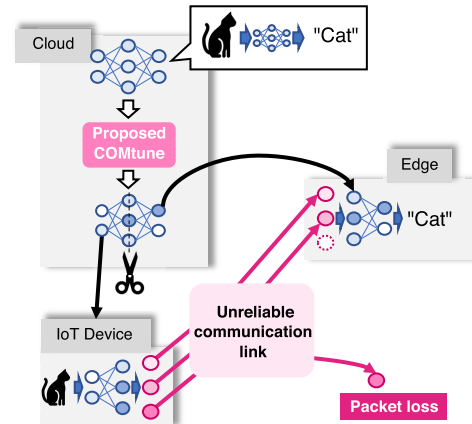 Cloud
"Cat"
Proposed
COMtune
Edge
"Cat"
Unreliable
communication
link
IoT Device
Packet loss